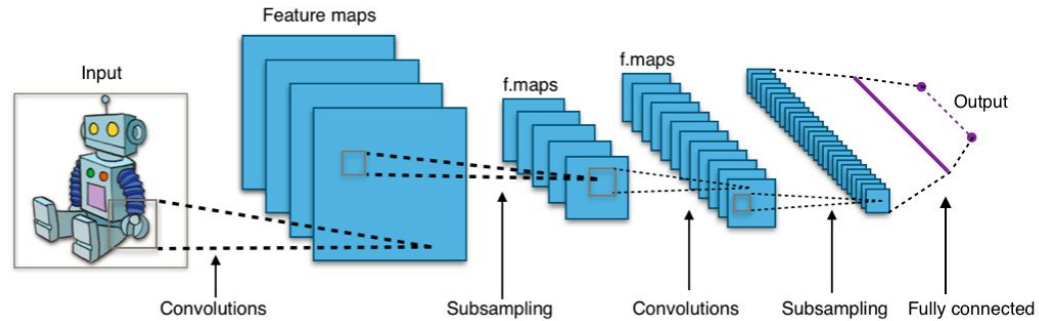 Feature maps
Input
f.maps
f.maps
Output
Convolutions
Subsampling
Convolutions
Subsampling
Fully connected